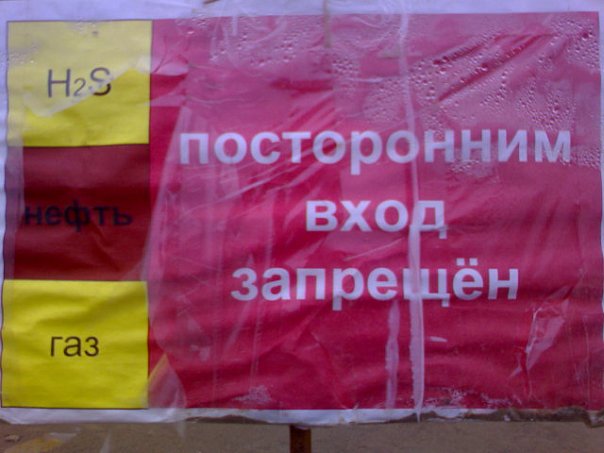 H2S
нефть
газ
посторонним
вход
запрещён